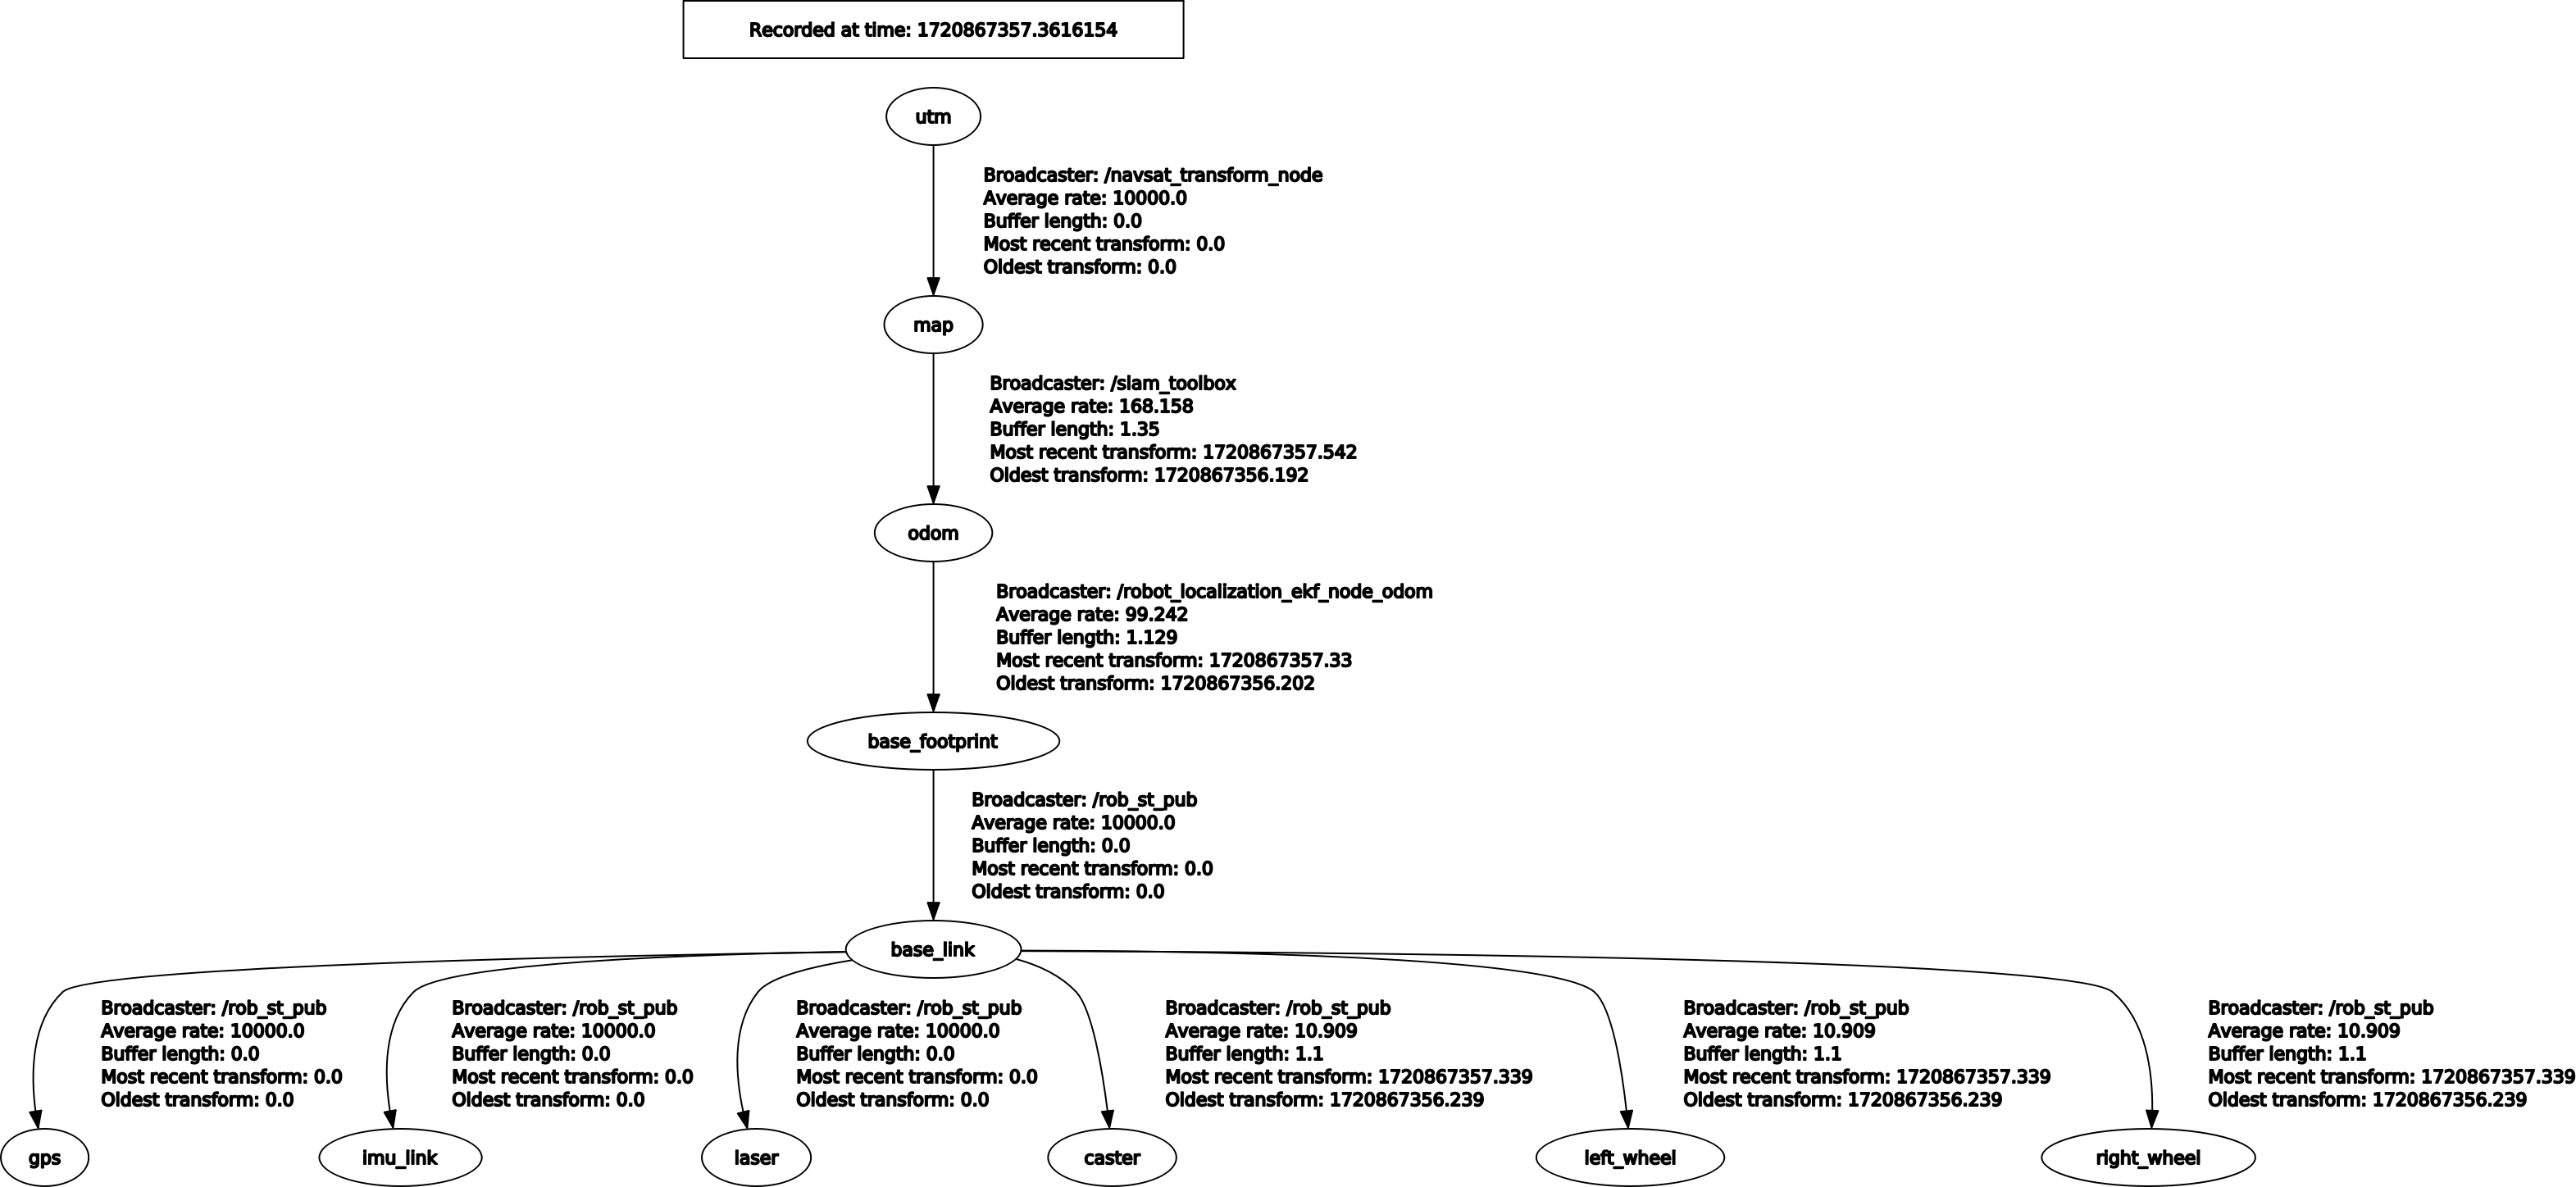 Recorded at time: 1720867357.3616154
utm
Broadcaster: /navsat_transform_node
Average rate: 10000.0
Buffer length: 0.0
Most recent transform: 0.0
Oldest transform: 0.0
map
Broadcaster: /slam_toolbox
Average rate: 168.158
Buffer length: 1.35
Most recent transform: 1720867357.542
Oldest transform: 1720867356.192
odom
Broadcaster: /robot_localization_ekf_node_odom
Average rate: 99.242
Buffer length: 1.129
Most recent transform: 1720867357.33
Oldest transform: 1720867356.202
base_footprint
Broadcaster: /rob_st_pub
Average rate: 10000.0
Buffer length: 0.0
Most recent transform: 0.0
Oldest transform: 0.0
base_link
Broadcaster: /rob_st_pub
Average rate: 10000.0
Buffer length: 0.0
Most recent transform: 0.0
Oldest transform: 0.0
Broadcaster: /rob_st_pub
Average rate: 10000.0
Buffer length: 0.0
Most recent transform: 0.0
Oldest transform: 0.0
Broadcaster: /rob_st_pub
Average rate: 10000.0
Buffer length: 0.0
Most recent transform: 0.0
Oldest transform: 0.0
Broadcaster: /rob_st_pub
Average rate: 10.909
Buffer length: 1.1
Most recent transform: 1720867357.339
Oldest transform: 1720867356.239
Broadcaster: /rob_st_pub
Average rate: 10.909
Buffer length: 1.1
Most recent transform: 1720867357.339
Oldest transform: 1720867356.239
Broadcaster: /rob_st_pub
Average rate: 10.909
Buffer length: 1.1
Most recent transform: 1720867357.339
Oldest transform: 1720867356.239
gps
imu_link
laser
caster
left_wheel
right_wheel